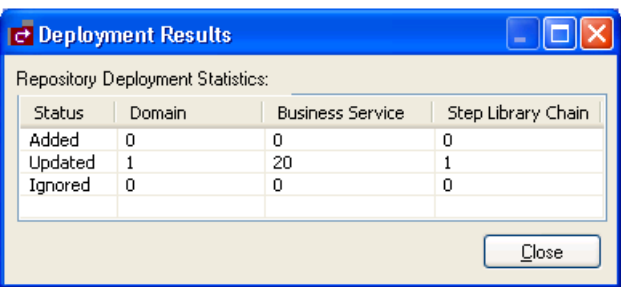 Deployment Results
Repository Deployment Statistics:
Status Domain Business Service Step Library Chain
Added 0 0 0
Updated 1 20 1
Ignored 0 0 0
Close